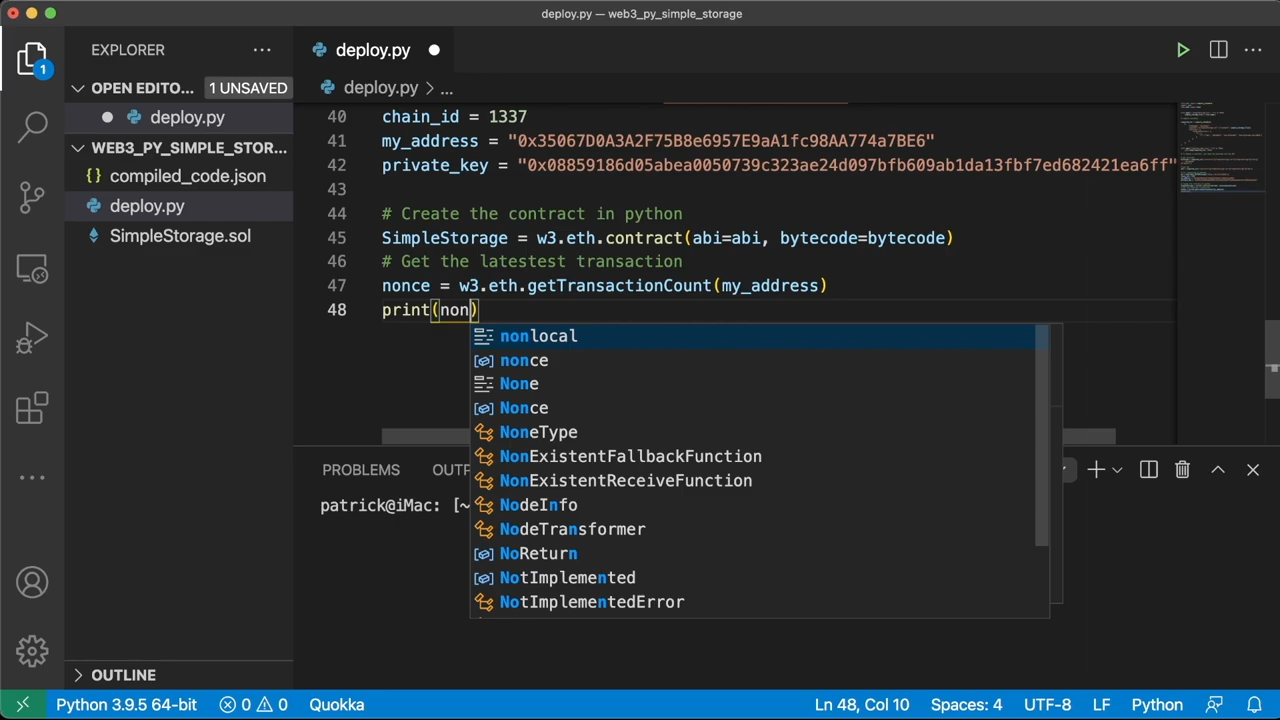 deploy.py — web3_py_simple_storage
EXPLORER
deploy.py
1
OPEN EDITO... 1 UNSAVED
deploy.py > ...
deploy.py
WEB3_PY_SIMPLE_STOR...
compiled_code.json
deploy.py
SimpleStorage.sol
40 chain_id = 1337
41 my_address = "0x35067D0A3A2F75B8e6957E9aA1fc98AA774a7BE6"
43
44 # Create the contract in python
45 SimpleStorage = w3.eth.contract(abi=abi, bytecode=bytecode)
46 # Get the latestest transaction
47 nonce = w3.eth.getTransactionCount(my_address)
48 print(non)
nonlocal
nonce
None
Nonce
NoneType
NonExistentFallbackFunction
NonExistentReceiveFunction
NodeInfo
NodeTransformer
NoReturn
NotImplemented
NotImplementedError
PROBLEMS OUTP
patrick@iMac: [~
OUTLINE
Python 3.9.5 64-bit 0 0 Quokka Ln 48, Col 10 Spaces: 4 UTF-8 LF Python